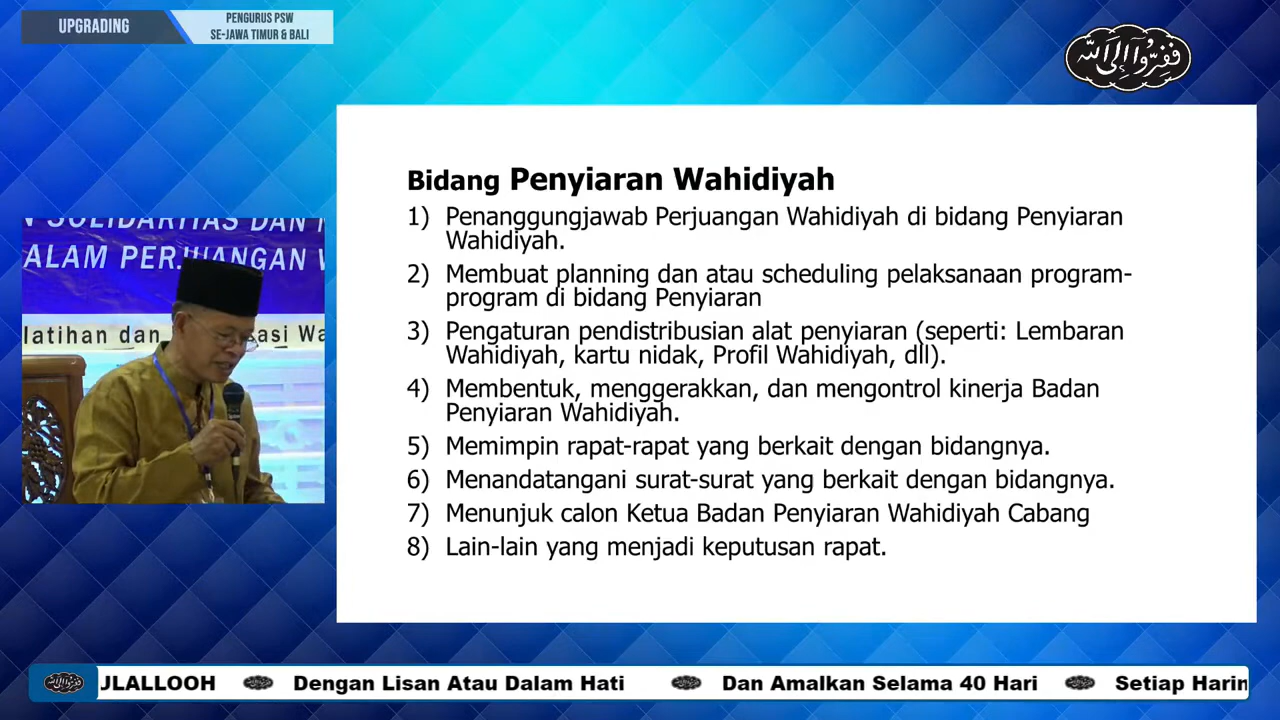 UPGRADING
PENGURUS PSW
SE-JAWA TIMUR & BALI
فَفِرُّوْآ اِلَى اللّٰه
Bidang Penyiaran Wahidiyah
1) Penanggungjawab Perjuangan Wahidiyah di bidang Penyiaran
Wahidiyah.
2) Membuat planning dan atau scheduling pelaksanaan program-
program di bidang Penyiaran
3) Pengaturan pendistribusian alat penyiaran (seperti: Lembaran
Wahidiyah, kartu nidak, Profil Wahidiyah, dll).
4) Membentuk, menggerakkan, dan mengontrol kinerja Badan
Penyiaran Wahidiyah.
5) Memimpin rapat-rapat yang berkait dengan bidangnya.
6) Menandatangani surat-surat yang berkait dengan bidangnya.
7) Menunjuk calon Ketua Badan Penyiaran Wahidiyah Cabang
8) Lain-lain yang menjadi keputusan rapat.
N SOLIDARITAS DAN
ALAM PERJUANGAN
latihan dan asi Wa
ULALLOOH Dengan Lisan Atau Dalam Hati Dan Amalkan Selama 40 Hari Setiap Harin